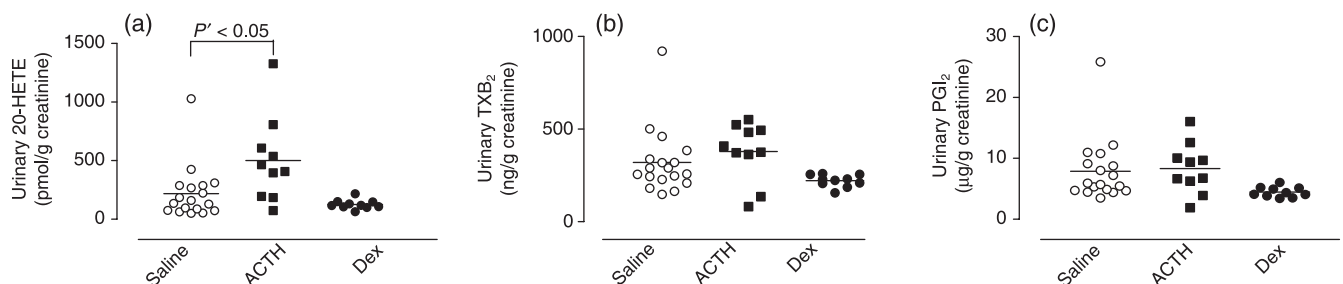 (a)
P′ < 0.05
Urinary 20-HETE
(pmol/g creatinine)
1500
1000
500
0
Saline
ACTH
Dex
(b)
Urinary TXB₂
(ng/g creatinine)
1000
500
0
Saline
ACTH
Dex
(c)
Urinary PGI₂
(µg/g creatinine)
30
20
10
0
Saline
ACTH
Dex